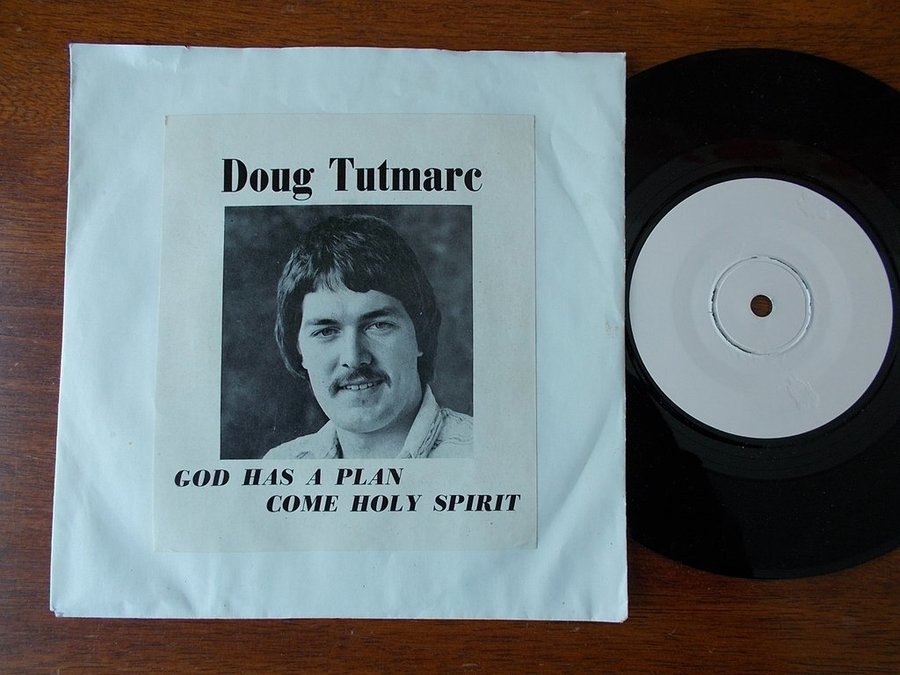 Doug Tutmarc
GOD HAS A PLAN
COME HOLY SPIRIT